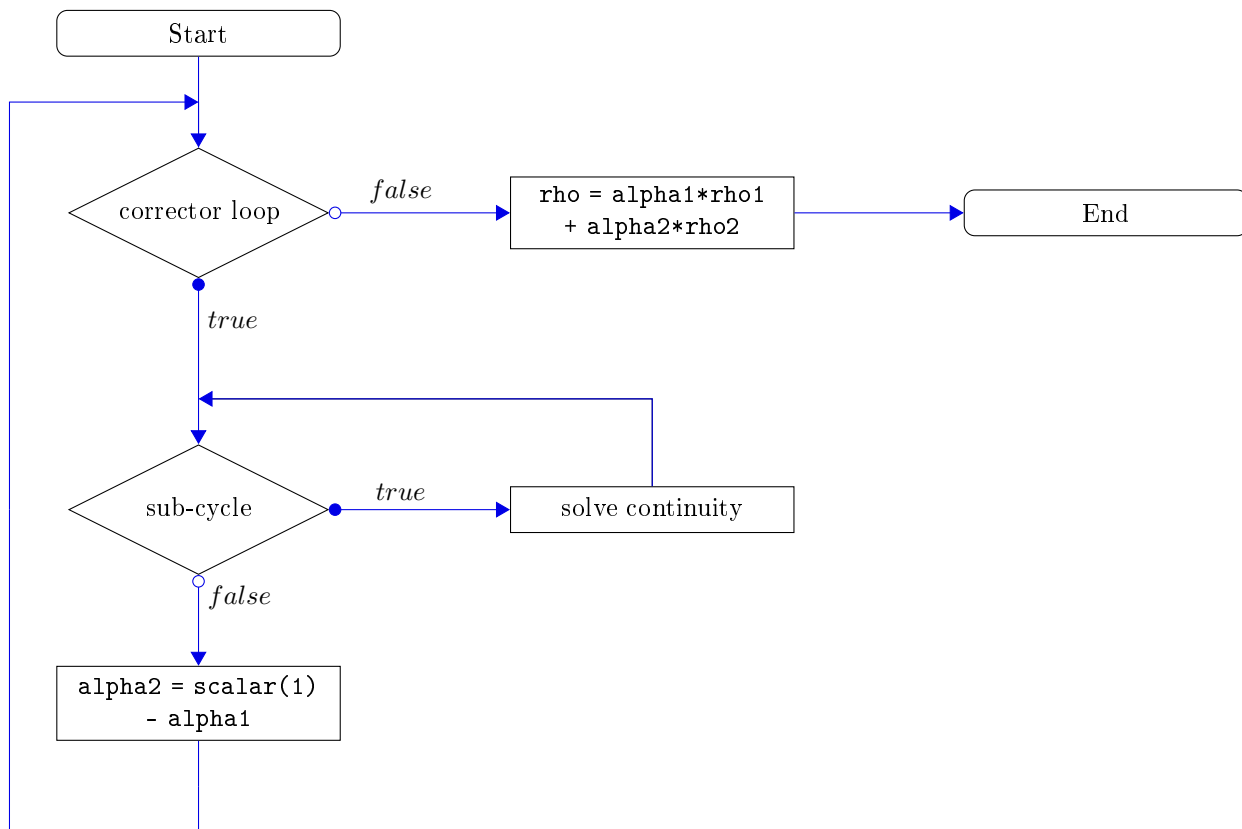 Start
corrector loop
false
rho = alpha1*rho1
+ alpha2*rho2
End
true
sub-cycle
true
solve continuity
false
alpha2 = scalar(1)
- alpha1